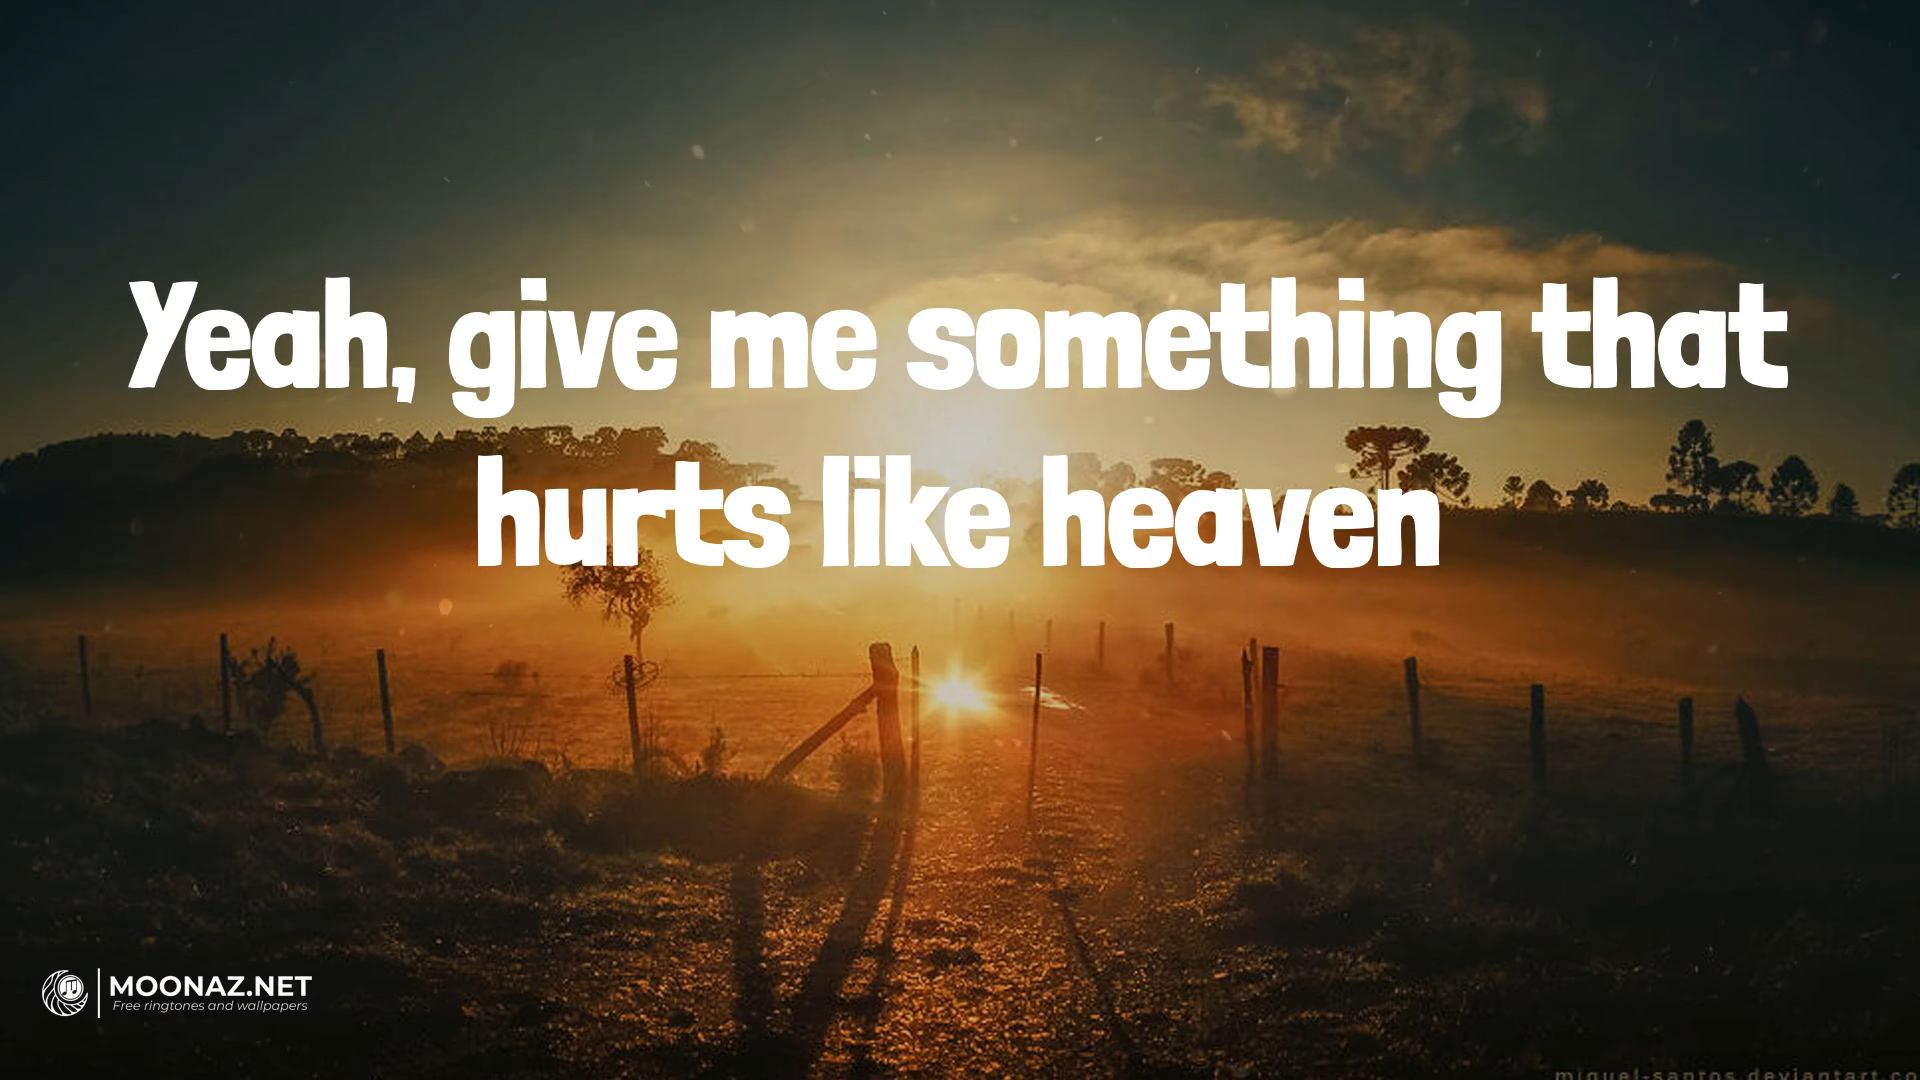 Yeah, give me something that
hurts like heaven
MOONAZ.NET
Free ringtones and wallpapers
miguel-santos.deviantart.co